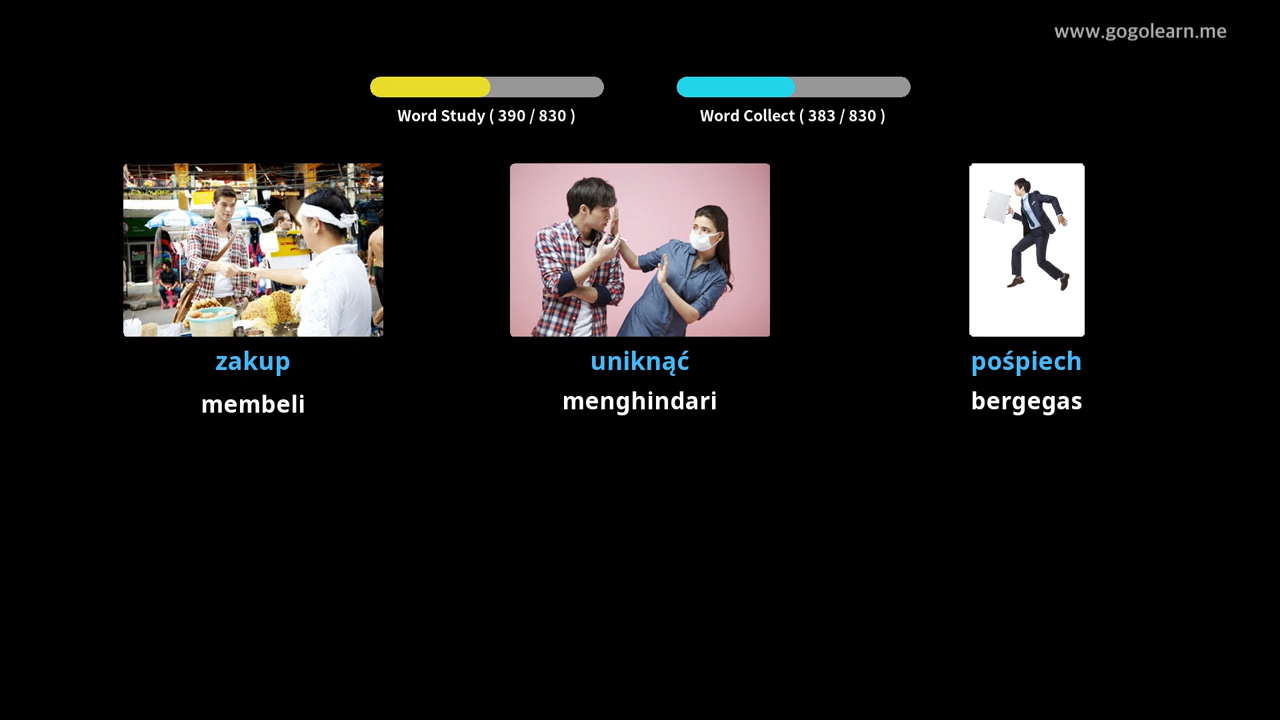 www.gogolearn.me
Word Study ( 390 / 830 )
Word Collect ( 383 / 830 )
zakup
membeli
uniknąć
menghindari
pośpiech
bergegas